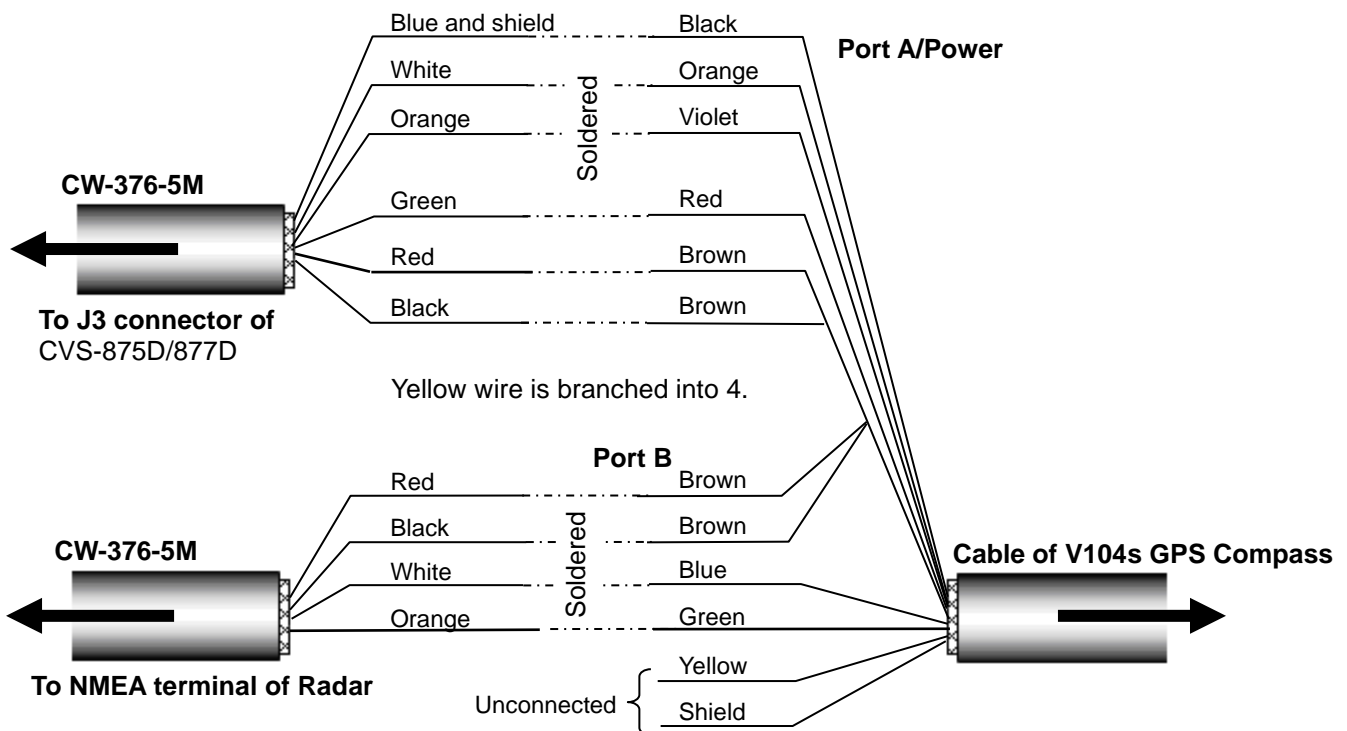 Blue and shield Black
Port A/Power
White Orange
Soldered
Orange Violet
CW-376-5M
Green Red
Red Brown
Black Brown
To J3 connector of
CVS-875D/877D
Yellow wire is branched into 4.
Port B
Red Brown
Black Brown
Soldered
CW-376-5M
Cable of V104s GPS Compass
White Blue
Orange Green
To NMEA terminal of Radar
Unconnected
Yellow
Shield